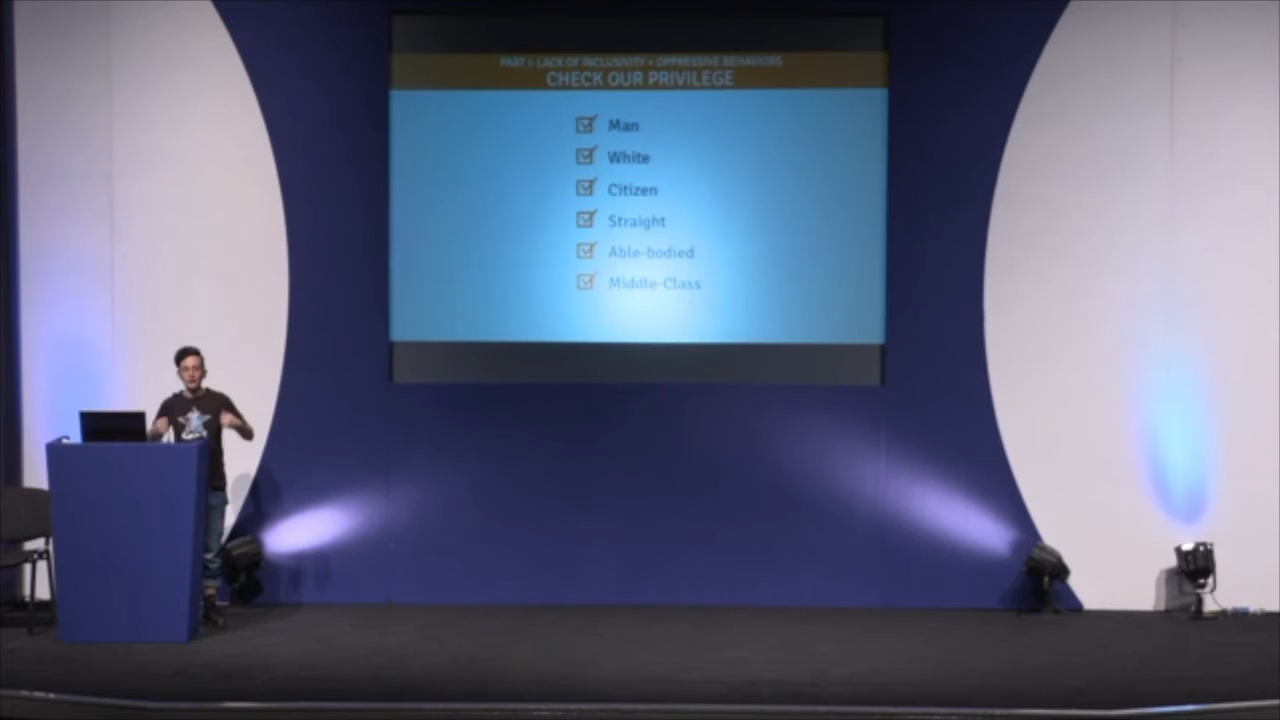 PART I: LACK OF INCLUSIVITY + OPPRESSIVE BEHAVIORS
CHECK OUR PRIVILEGE
Man
White
Citizen
Straight
Able-bodied
Middle-Class